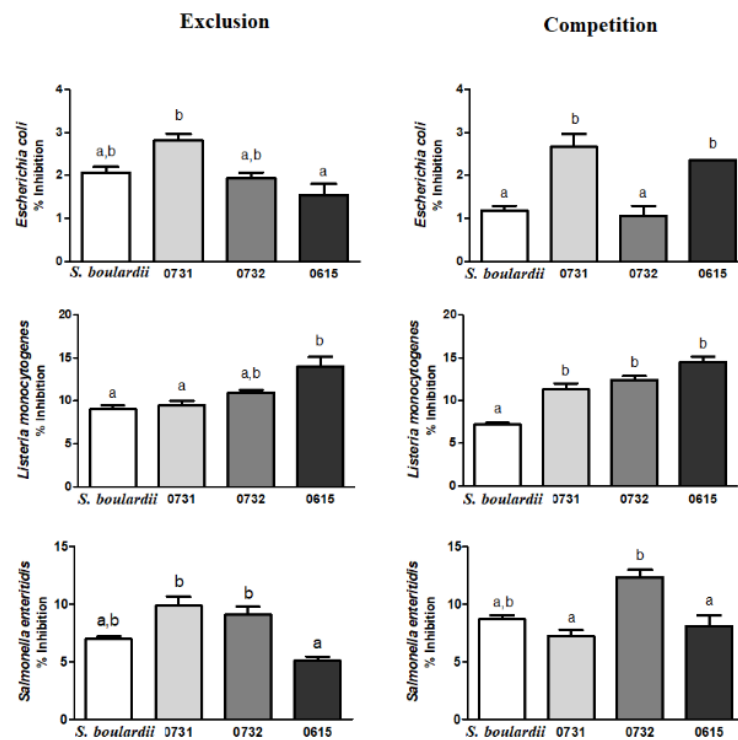 Exclusion
Competition
Escherichia coli
% Inhibition
4
3
2
1
0
a,b
b
a,b
a
S. boulardii 0731 0732 0615
Escherichia coli
% Inhibition
4
3
2
1
0
a
b
a
b
S. boulardii 0731 0732 0615
Listeria monocytogenes
% Inhibition
20
15
10
5
0
a
a
a,b
b
S. boulardii 0731 0732 0615
Listeria monocytogenes
% Inhibition
20
15
10
5
0
a
b
b
b
S. boulardii 0731 0732 0615
Salmonella enteritidis
% Inhibition
15
10
5
0
a,b
b
b
a
S. boulardii 0731 0732 0615
Salmonella enteritidis
% Inhibition
15
10
5
0
a,b
a
b
a
S. boulardii 0731 0732 0615